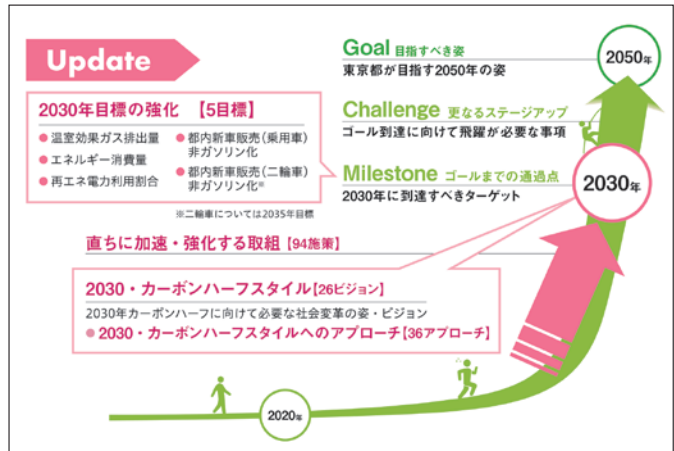 Update
2030年目標の強化 【5目標】
●温室効果ガス排出量
●エネルギー消費量
●再エネ電力利用割合
●都内新車販売（乗用車）
非ガソリン化
●都内新車販売（二輪車）
非ガソリン化※
※二輪車については2035年目標
Goal 目指すべき姿
東京都が目指す2050年の姿
2050年
Challenge 更なるステージアップ
ゴール到達に向けて飛躍が必要な事項
Milestone ゴールまでの通過点
2030年に到達すべきターゲット
2030年
直ちに加速・強化する取組【94施策】
2030・カーボンハーフスタイル【26ビジョン】
2030年カーボンハーフに向けて必要な社会変革の姿・ビジョン
●2030・カーボンハーフスタイルへのアプローチ【36アプローチ】
2020年